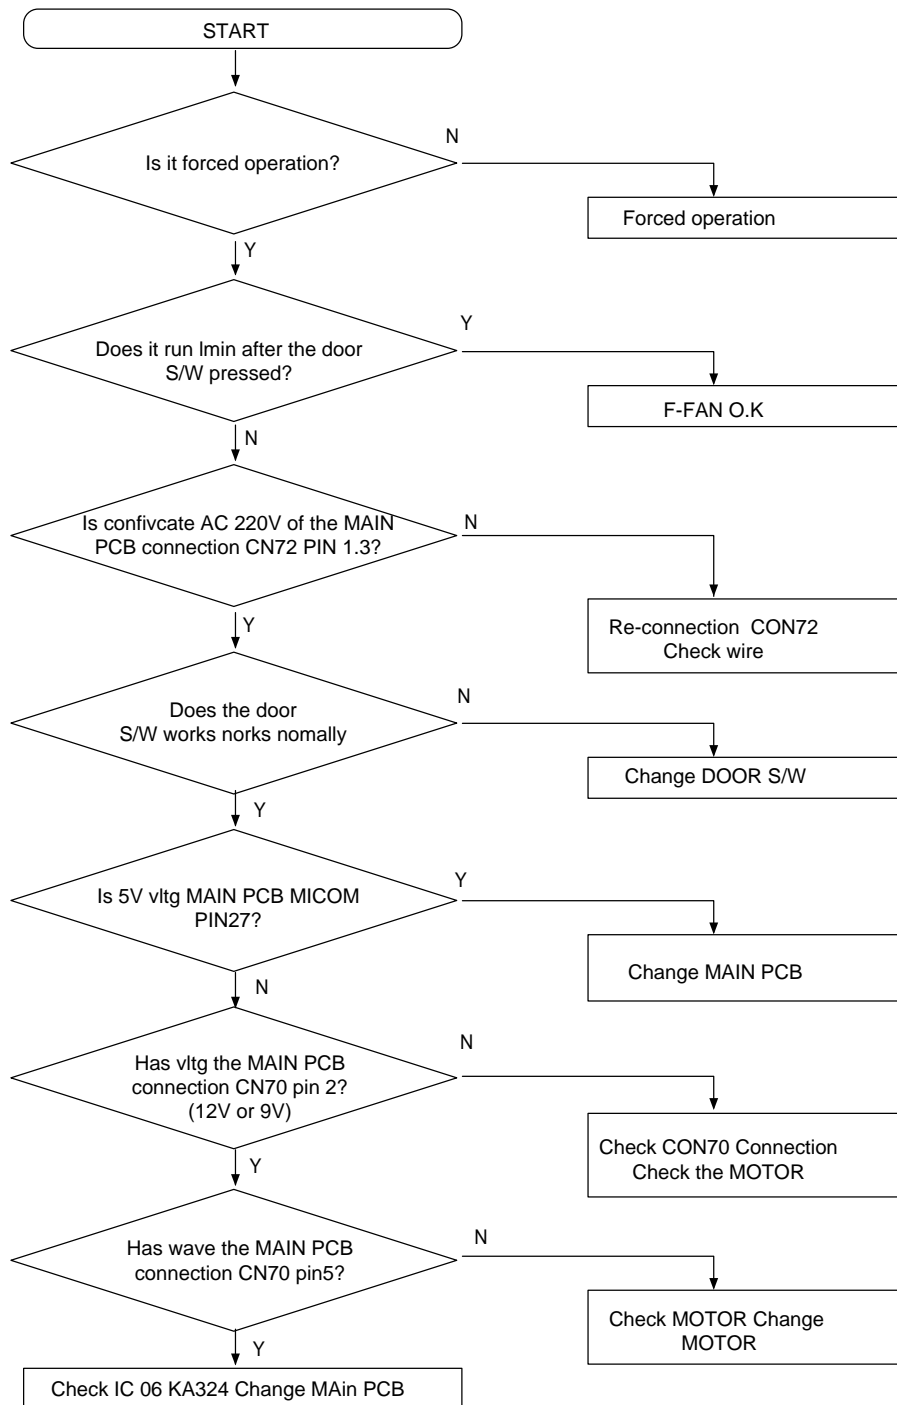 START
N
Is it forced operation?
Forced operation
Y
Y
Does it run lmin after the door
S/W pressed?
F-FAN O.K
N
Is confivcate AC 220V of the MAIN
PCB connection CN72 PIN 1.3?
N
Re-connection CON72
Check wire
Y
N
Does the door
S/W works norks nomally
Change DOOR S/W
Y
Y
Is 5V vltg MAIN PCB MICOM
PIN27?
Change MAIN PCB
N
N
Has vltg the MAIN PCB
connection CN70 pin 2?
(12V or 9V)
Check CON70 Connection
Check the MOTOR
Y
N
Has wave the MAIN PCB
connection CN70 pin5?
Check MOTOR Change
MOTOR
Y
Check IC 06 KA324 Change MAin PCB